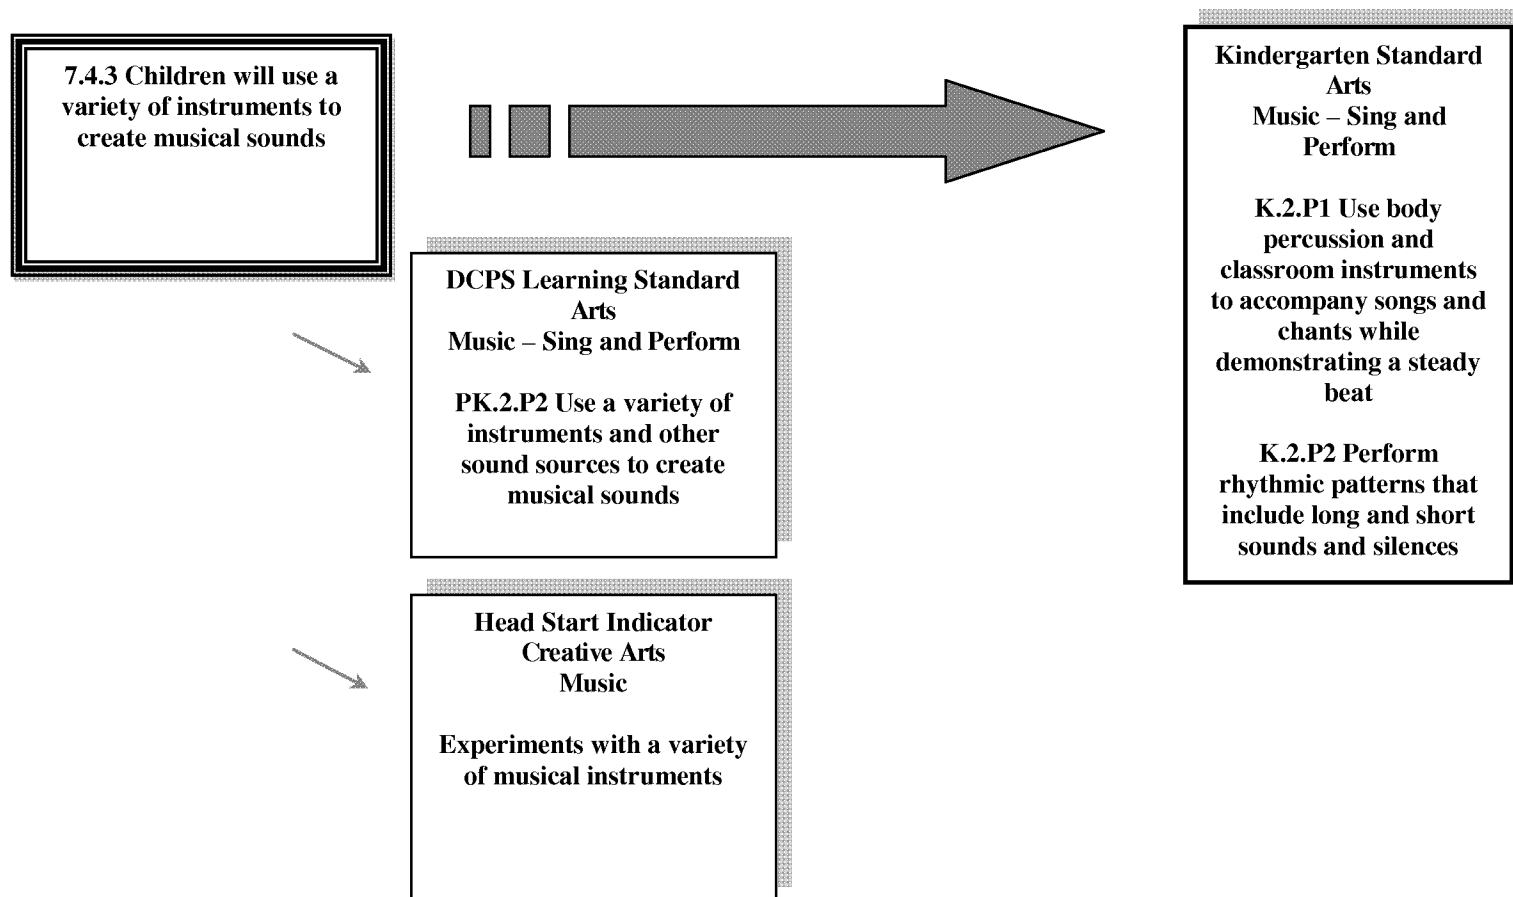 7.4.3 Children will use a
variety of instruments to
create musical sounds
DCPS Learning Standard
Arts
Music – Sing and Perform
PK.2.P2 Use a variety of
instruments and other
sound sources to create
musical sounds
Head Start Indicator
Creative Arts
Music
Experiments with a variety
of musical instruments
Kindergarten Standard
Arts
Music – Sing and
Perform
K.2.P1 Use body
percussion and
classroom instruments
to accompany songs and
chants while
demonstrating a steady
beat
K.2.P2 Perform
rhythmic patterns that
include long and short
sounds and silences